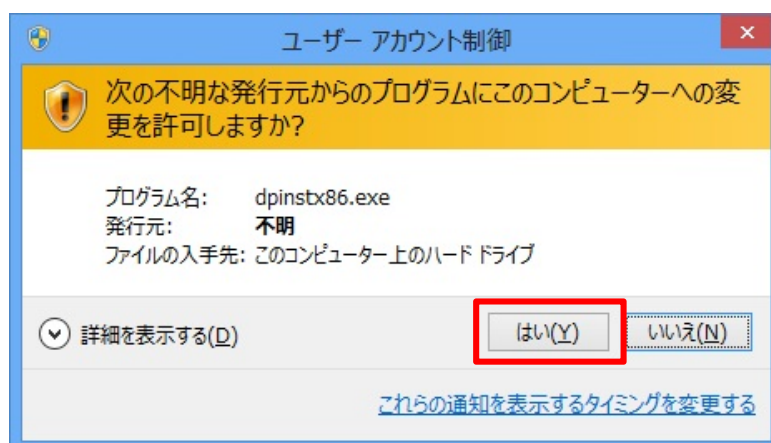 ユーザー アカウント制御
次の不明な発行元からのプログラムにこのコンピューターへの変
更を許可しますか?
プログラム名: dpinstx86.exe
発行元: 不明
ファイルの入手先: このコンピューター上のハード ドライブ
詳細を表示する(D) はい(Y) いいえ(N)
これらの通知を表示するタイミングを変更する